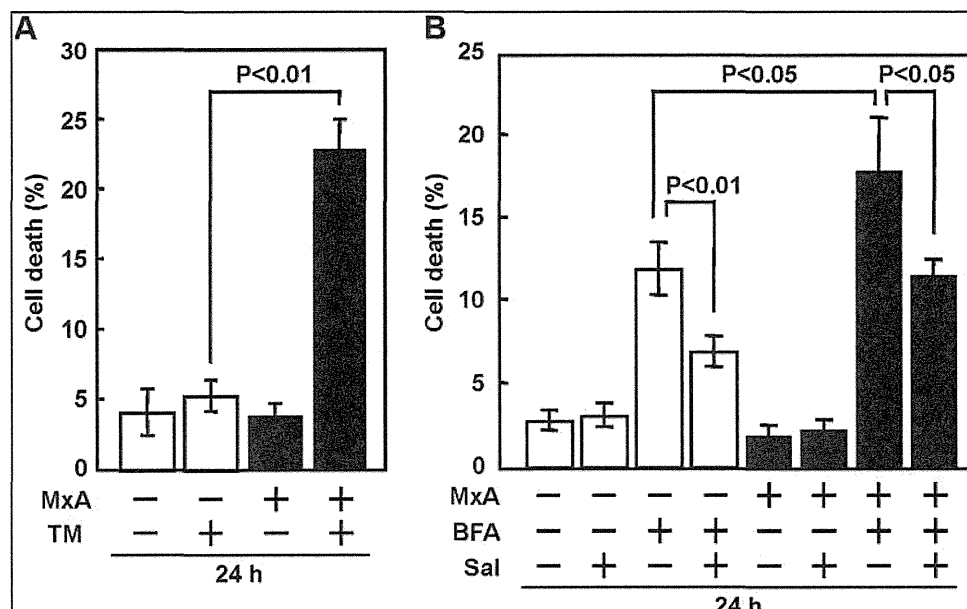 A
B
30
25
20
15
10
5
0
Cell death (%)
P<0.01
MxA − − + +
TM − + − +
24 h
25
20
15
10
5
0
Cell death (%)
P<0.05
P<0.05
P<0.01
MxA − − − − + + + +
BFA − − + + − − + +
Sal − + − + − + − +
24 h